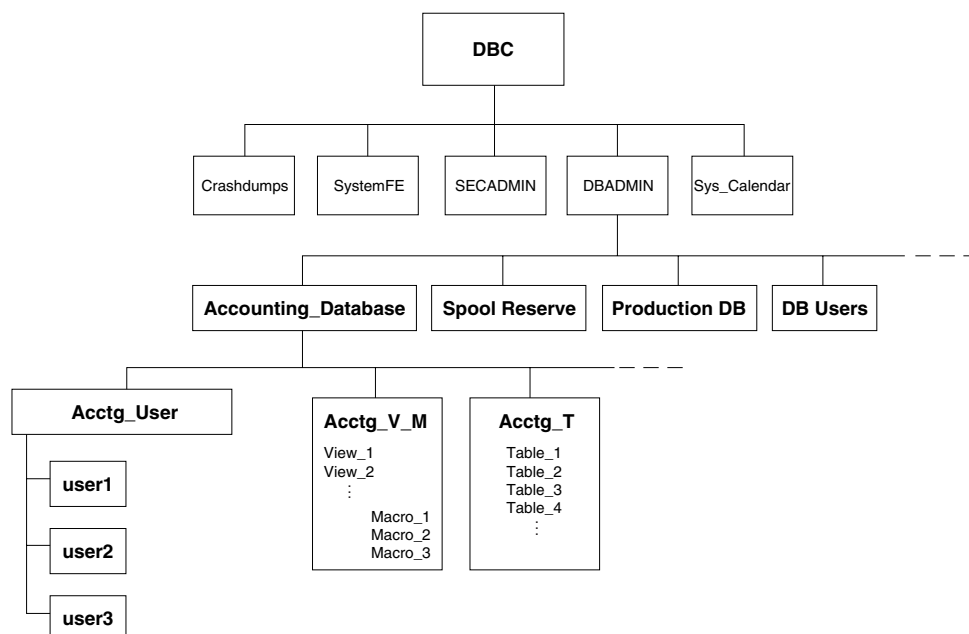 DBC
Crashdumps
SystemFE
SECADMIN
DBADMIN
Sys_Calendar
Accounting_Database
Spool Reserve
Production DB
DB Users
Acctg_User
user1
user2
user3
Acctg_V_M
View_1
View_2
⋮
Macro_1
Macro_2
Macro_3
Acctg_T
Table_1
Table_2
Table_3
Table_4
⋮